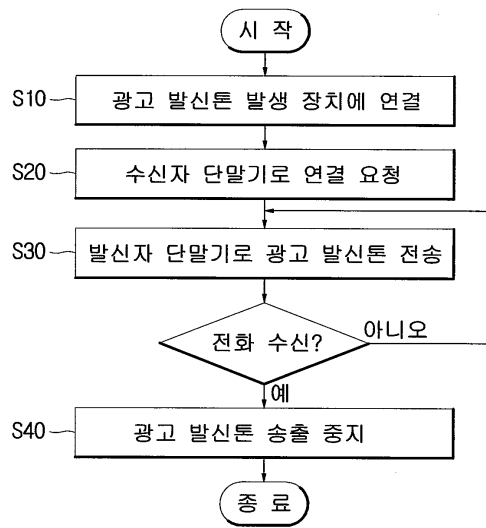 시 작
S10
광고 발신톤 발생 장치에 연결
S20
수신자 단말기로 연결 요청
S30
발신자 단말기로 광고 발신톤 전송
전화 수신?
아니오
예
S40
광고 발신톤 송출 중지
종 료